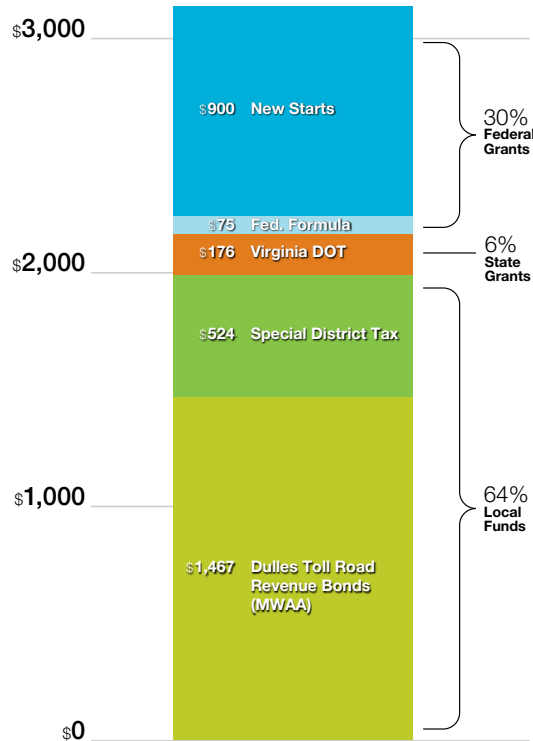 $3,000
$900 New Starts
30%
Federal
Grants
$75 Fed. Formula
$176 Virginia DOT
6%
State
Grants
$2,000
$524 Special District Tax
$1,000
64%
Local
Funds
$1,467 Dulles Toll Road
Revenue Bonds
(MWAA)
$0